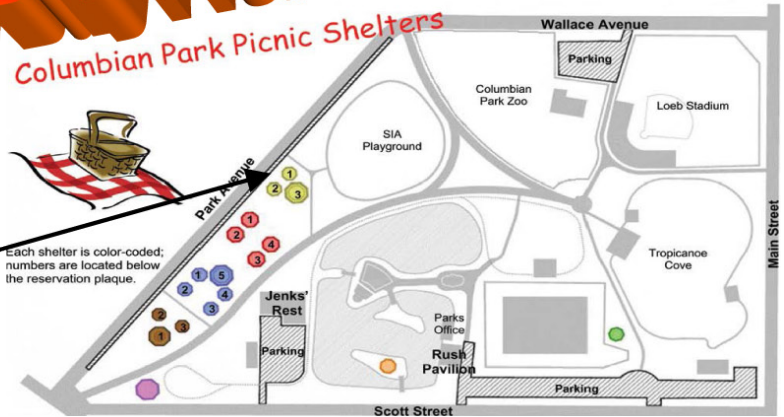 Columbian Park Picnic Shelters
Wallace Avenue
Parking
Columbian
Park Zoo
Loeb Stadium
SIA
Playground
Park Avenue
1
2
3
1
2
4
3
Each shelter is color-coded;
numbers are located below
the reservation plaque.
1
5
2
4
3
2
1
3
Jenks'
Rest
Parking
Parks
Office
Rush
Pavilion
Tropicanoe
Cove
Main Street
Parking
Scott Street